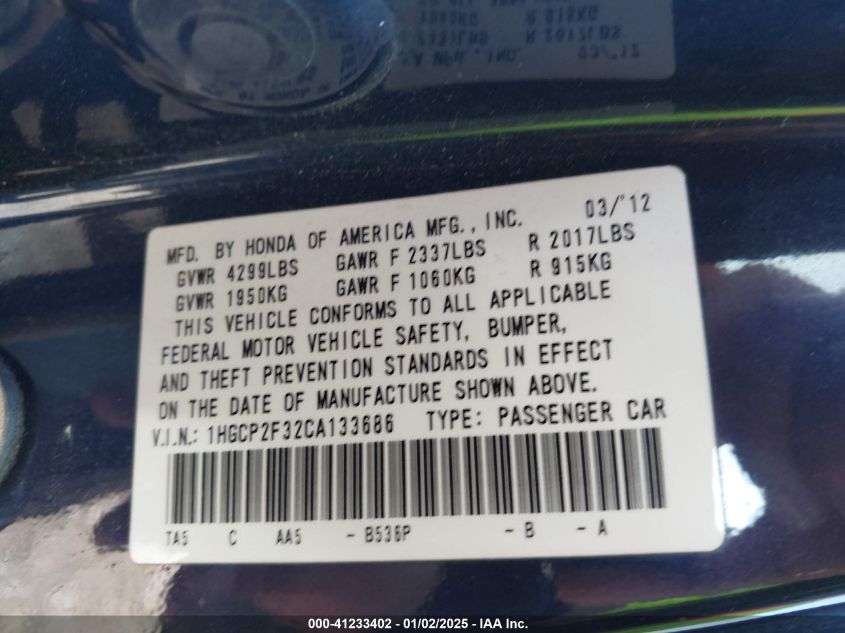 MFD. BY HONDA OF AMERICA MFG., INC. 03/'12
GVWR 4299LBS GAWR F 2337LBS R 2017LBS
GVWR 1950KG GAWR F 1060KG R 915KG
THIS VEHICLE CONFORMS TO ALL APPLICABLE
FEDERAL MOTOR VEHICLE SAFETY, BUMPER,
AND THEFT PREVENTION STANDARDS IN EFFECT
ON THE DATE OF MANUFACTURE SHOWN ABOVE.
V.I.N.: 1HGCP2F32CA133686 TYPE: PASSENGER CAR
TA5 C AA5 - B536P - B - A
000-41233402 - 01/02/2025 - IAA Inc.